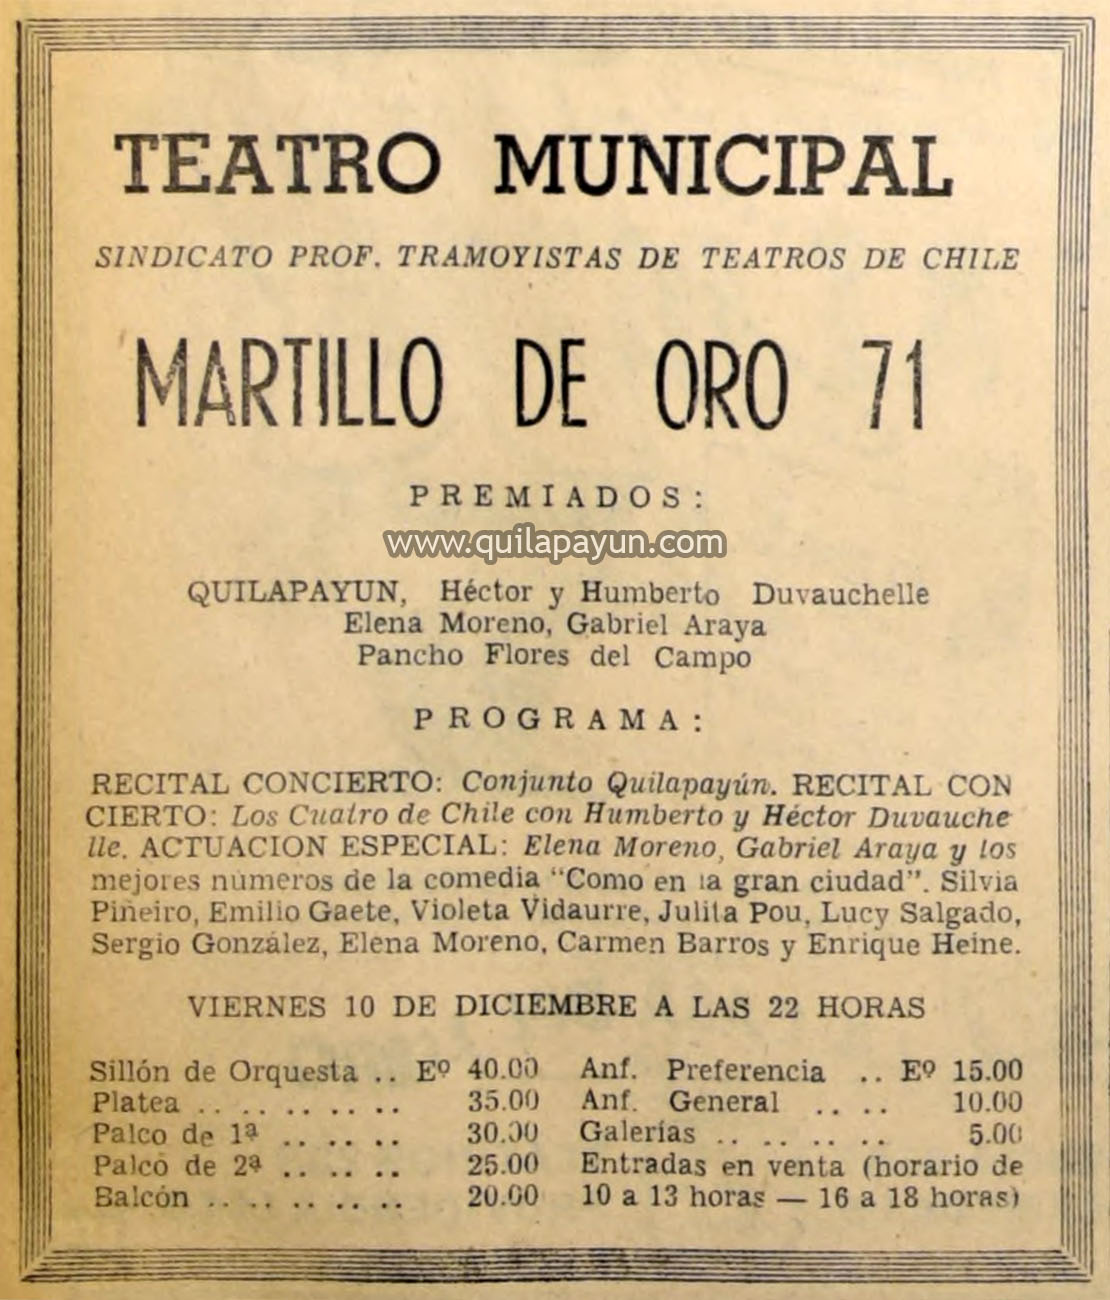 TEATRO MUNICIPAL
SINDICATO PROF. TRAMOYISTAS DE TEATROS DE CHILE
MARTILLO DE ORO 71
PREMIADOS:
www.quilapayun.com
QUILAPAYUN, Héctor y Humberto Duvauchelle
Elena Moreno, Gabriel Araya
Pancho Flores del Campo
PROGRAMA:
RECITAL CONCIERTO: Conjunto Quilapayún. RECITAL CON
CIERTO: Los Cuatro de Chile con Humberto y Héctor Duvauche
lle. ACTUACION ESPECIAL: Elena Moreno, Gabriel Araya y los
mejores números de la comedia "Como en la gran ciudad". Silvia
Piñeiro, Emilio Gaete, Violeta Vidaurre, Julita Pou, Lucy Salgado,
Sergio González, Elena Moreno, Carmen Barros y Enrique Heine.
VIERNES 10 DE DICIEMBRE A LAS 22 HORAS
Sillón de Orquesta .. Eº 40.00
Platea .. .. .. .. .. 35.00
Palco de 1ª .. .. .. 30.00
Palco de 2ª .. .. .. 25.00
Balcón .. .. .. .. .. 20.00
Anf. Preferencia .. Eº 15.00
Anf. General .. .. 10.00
Galerías .. .. .. .. 5.00
Entradas en venta (horario de
10 a 13 horas — 16 a 18 horas)